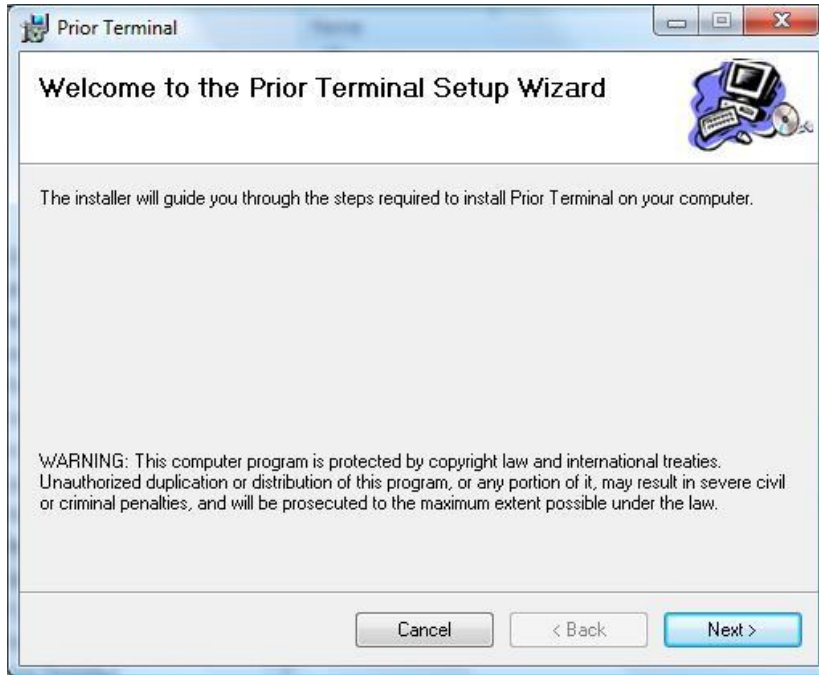 Prior Terminal
Welcome to the Prior Terminal Setup Wizard
The installer will guide you through the steps required to install Prior Terminal on your computer.
WARNING: This computer program is protected by copyright law and international treaties.
Unauthorized duplication or distribution of this program, or any portion of it, may result in severe civil
or criminal penalties, and will be prosecuted to the maximum extent possible under the law.
Cancel
< Back
Next >